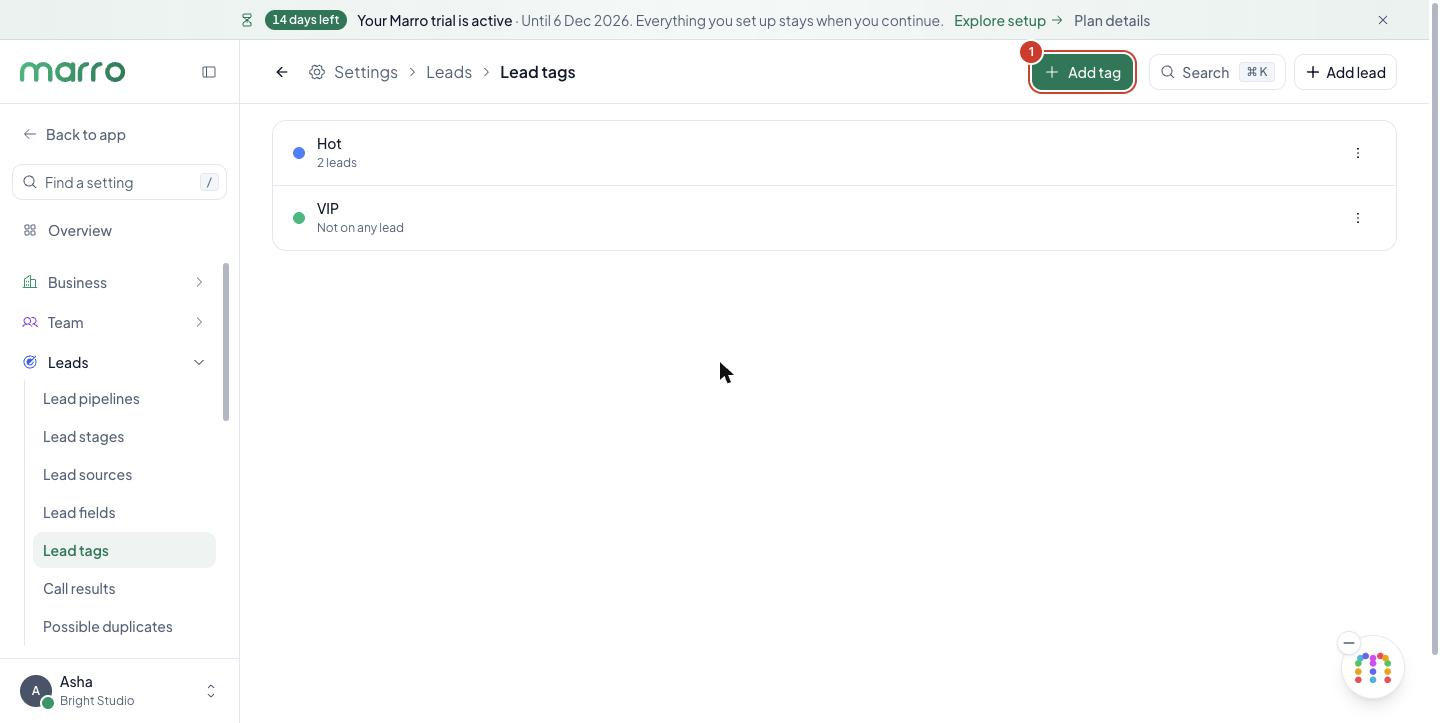 14 days left Your Marro trial is active · Until 6 Dec 2026. Everything you set up stays when you continue. Explore setup → Plan details
marro
Settings > Leads > Lead tags
1
+ Add tag
Search ⌘ K
+ Add lead
Back to app
Find a setting /
Overview
Business
Team
Leads
Lead pipelines
Lead stages
Lead sources
Lead fields
Lead tags
Call results
Possible duplicates
A
Asha
Bright Studio
Hot
2 leads
VIP
Not on any lead